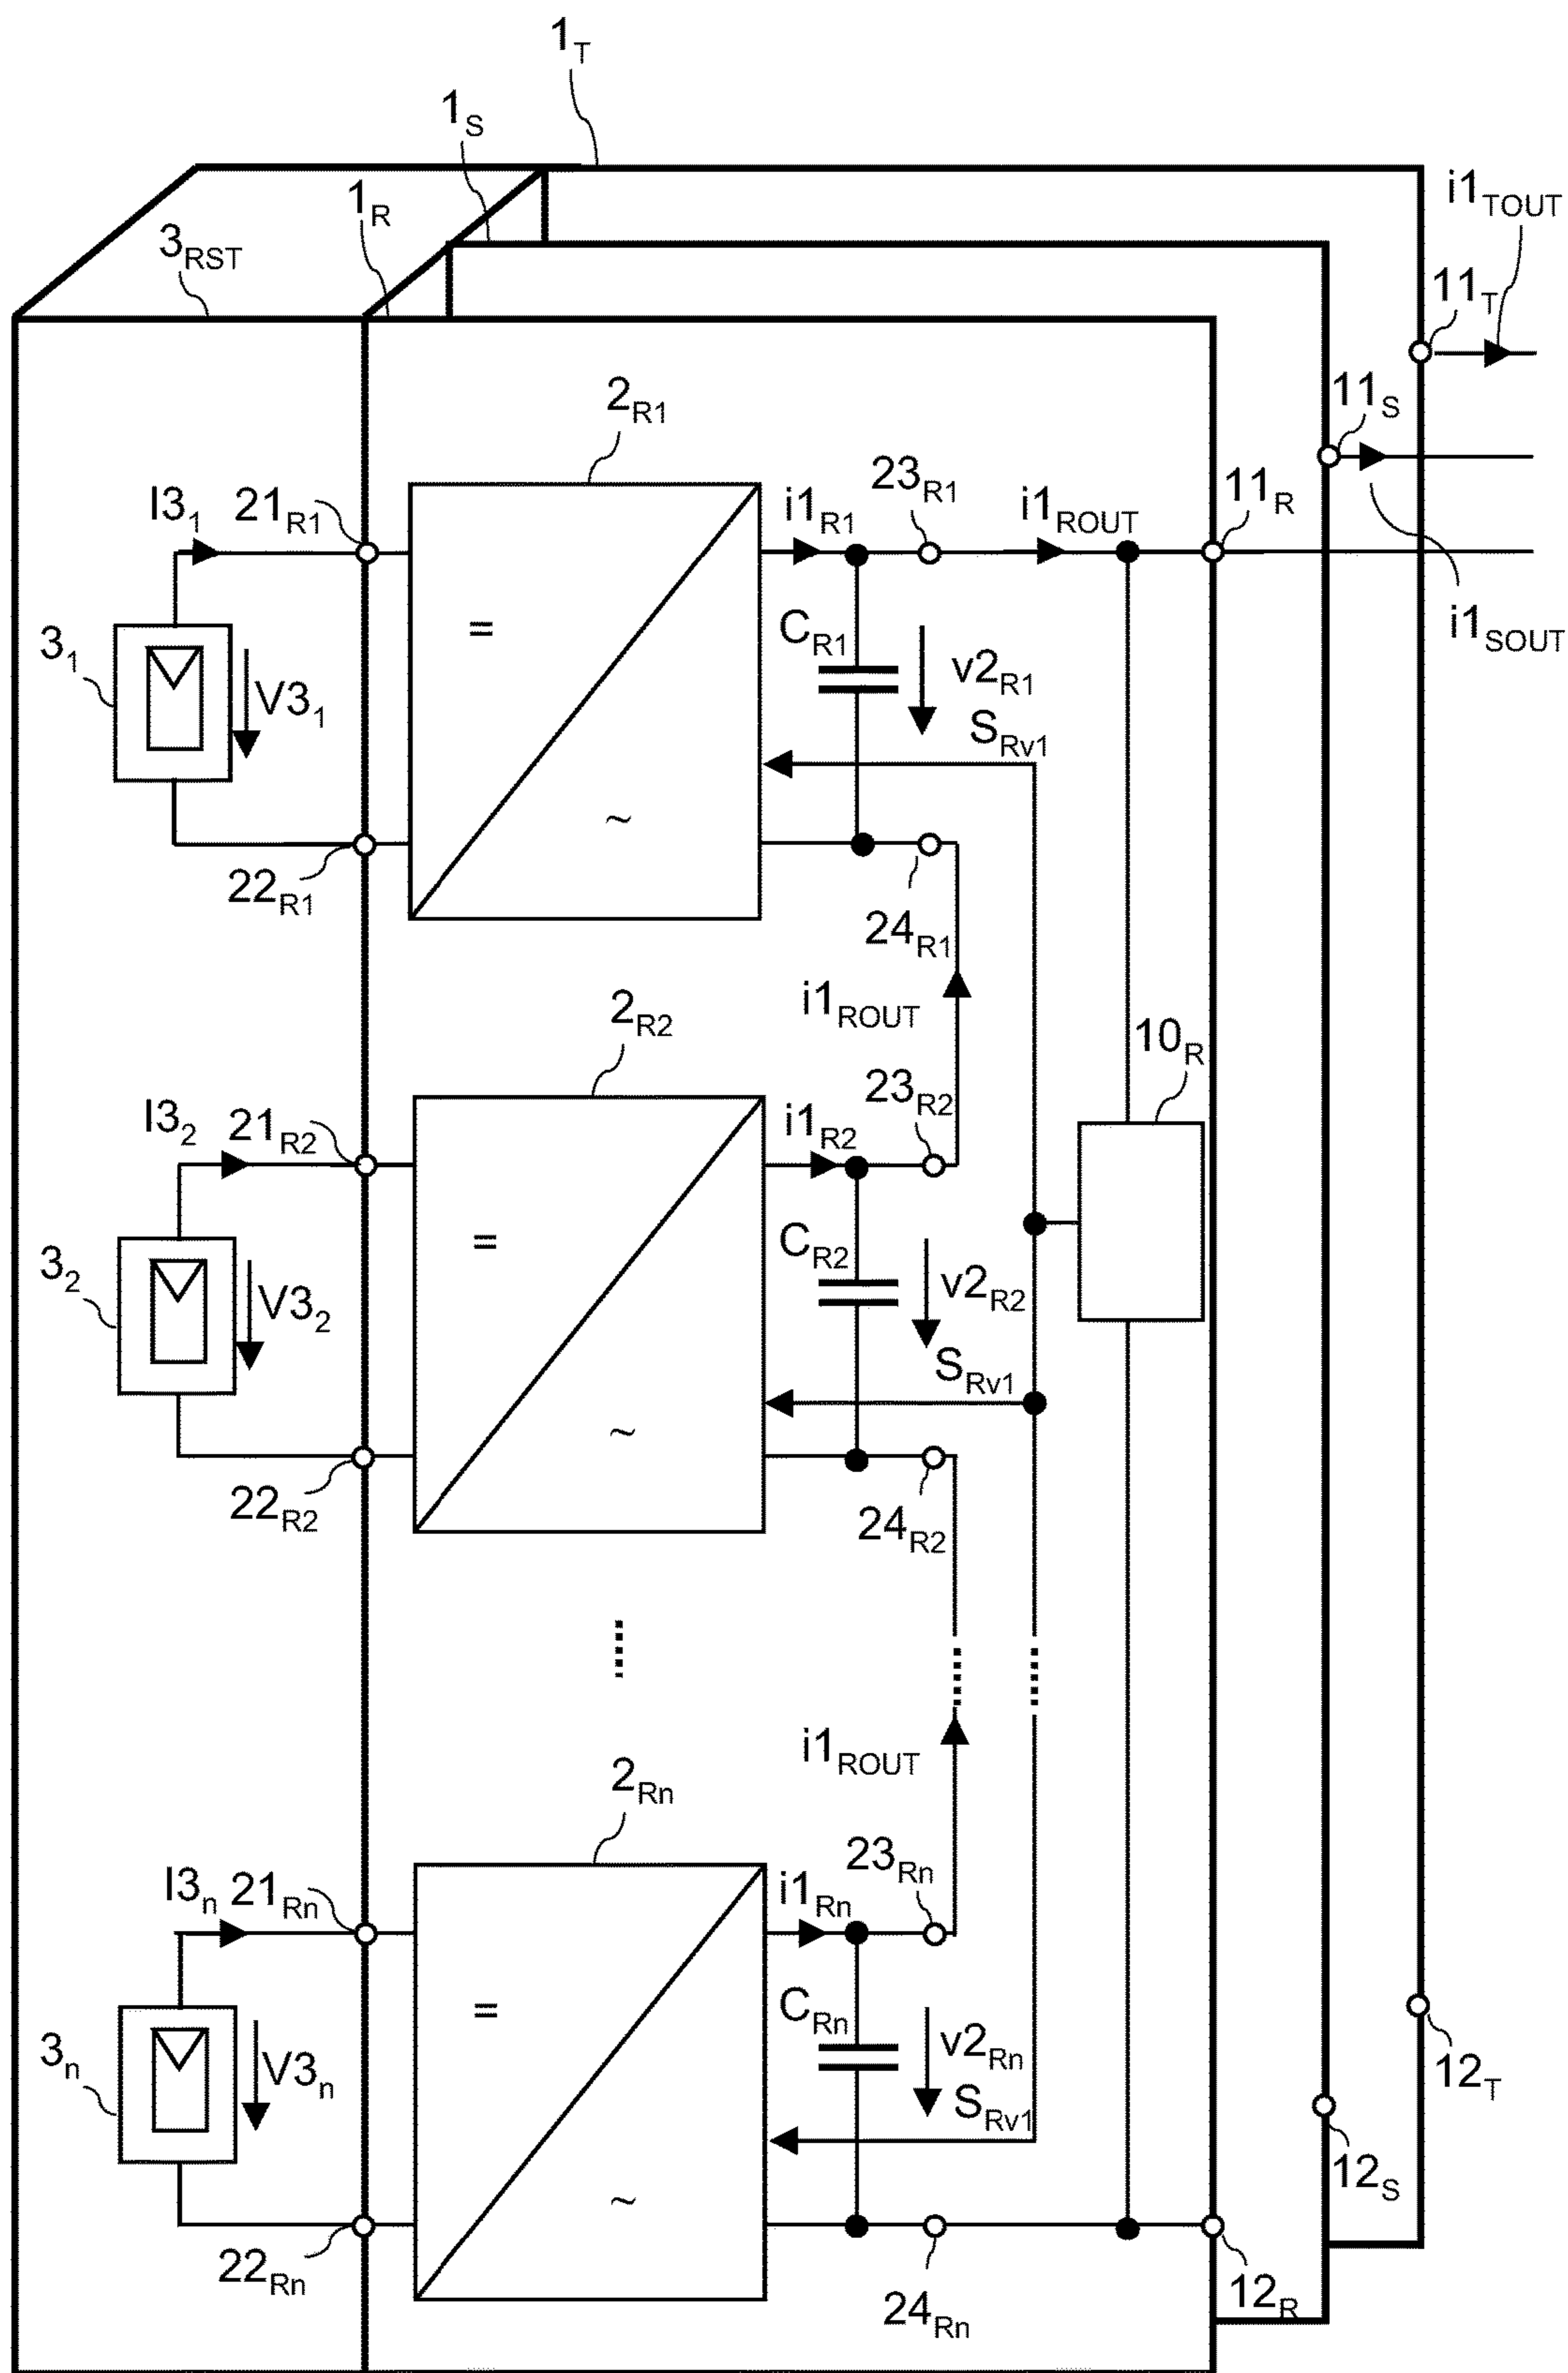 1T
1S
1R
i1TOUT
3RST
11T
2R1
11S
I31
21R1
i1R1
23R1
i1ROUT
11R
=
CR1
i1SOUT
31
V31
v2R1
SRv1
~
22R1
24R1
i1ROUT
2R2
10R
I32
21R2
i1R2
23R2
=
CR2
32
V32
v2R2
SRv1
~
22R2
24R2
i1ROUT
2Rn
I3n
21Rn
i1Rn
23Rn
=
CRn
3n
V3n
v2Rn
12T
SRv1
12S
~
22Rn
24Rn
12R